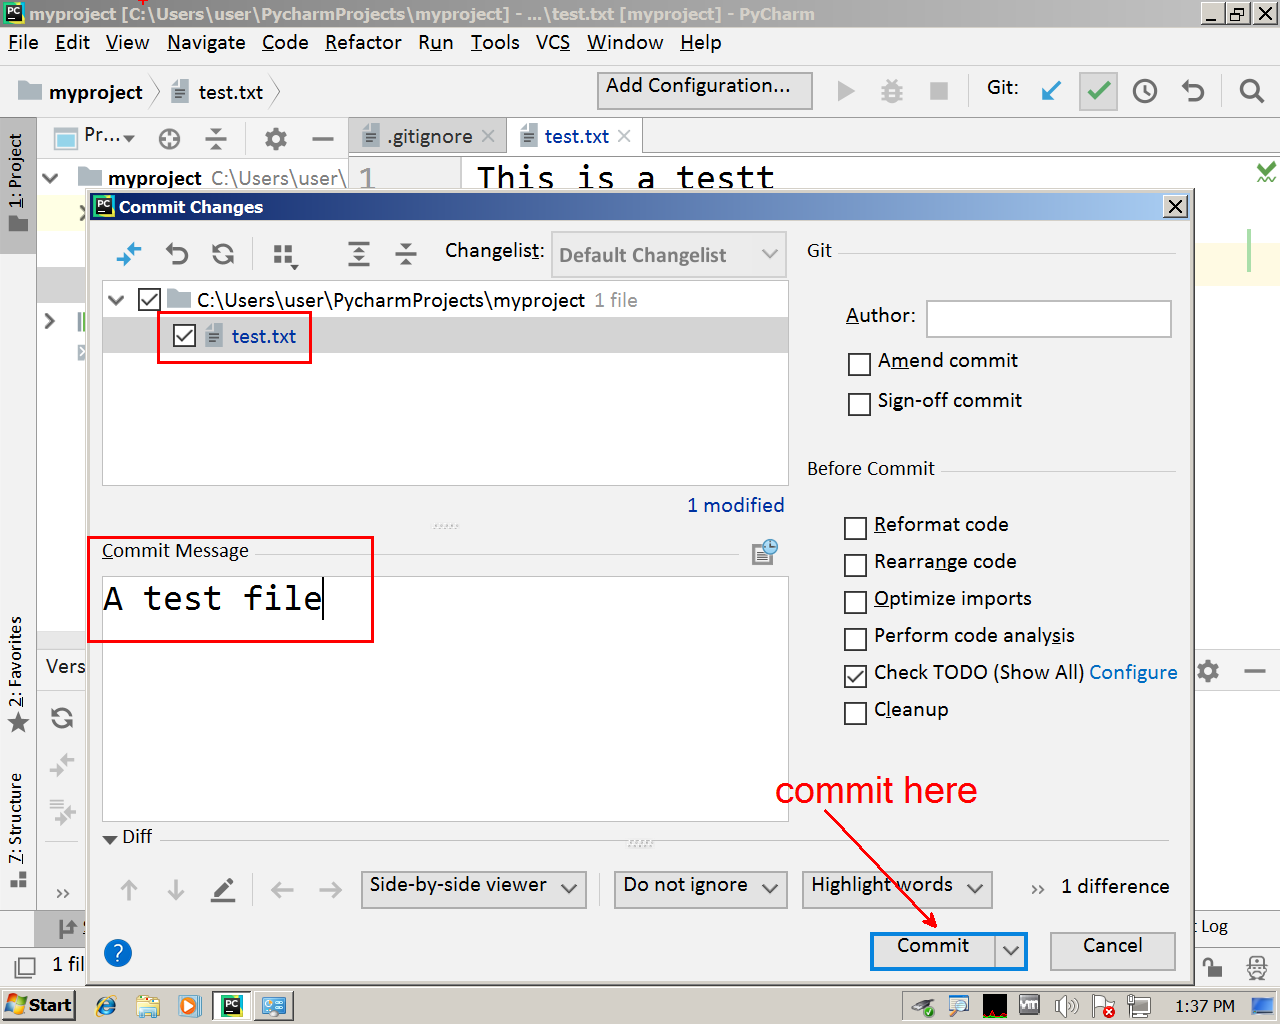 myproject [C:\Users\user\PycharmProjects\myproject] - ...\test.txt [myproject] - PyCharm
File Edit View Navigate Code Refactor Run Tools VCS Window Help
myproject test.txt Add Configuration... Git:
1: Project
Pr... .gitignore test.txt
myproject C:\Users\user\ 1 This is a testt
Commit Changes
Changelist: Default Changelist Git
C:\Users\user\PycharmProjects\myproject 1 file
test.txt
Author:
Amend commit
Sign-off commit
Before Commit
1 modified
Reformat code
Commit Message
Rearrange code
A test file
Optimize imports
Perform code analysis
2: Favorites
Vers
Check TODO (Show All) Configure
Cleanup
commit here
7: Structure
Diff
Side-by-side viewer Do not ignore Highlight words 1 difference
t Log
Commit Cancel
1 fil
Start 1:37 PM